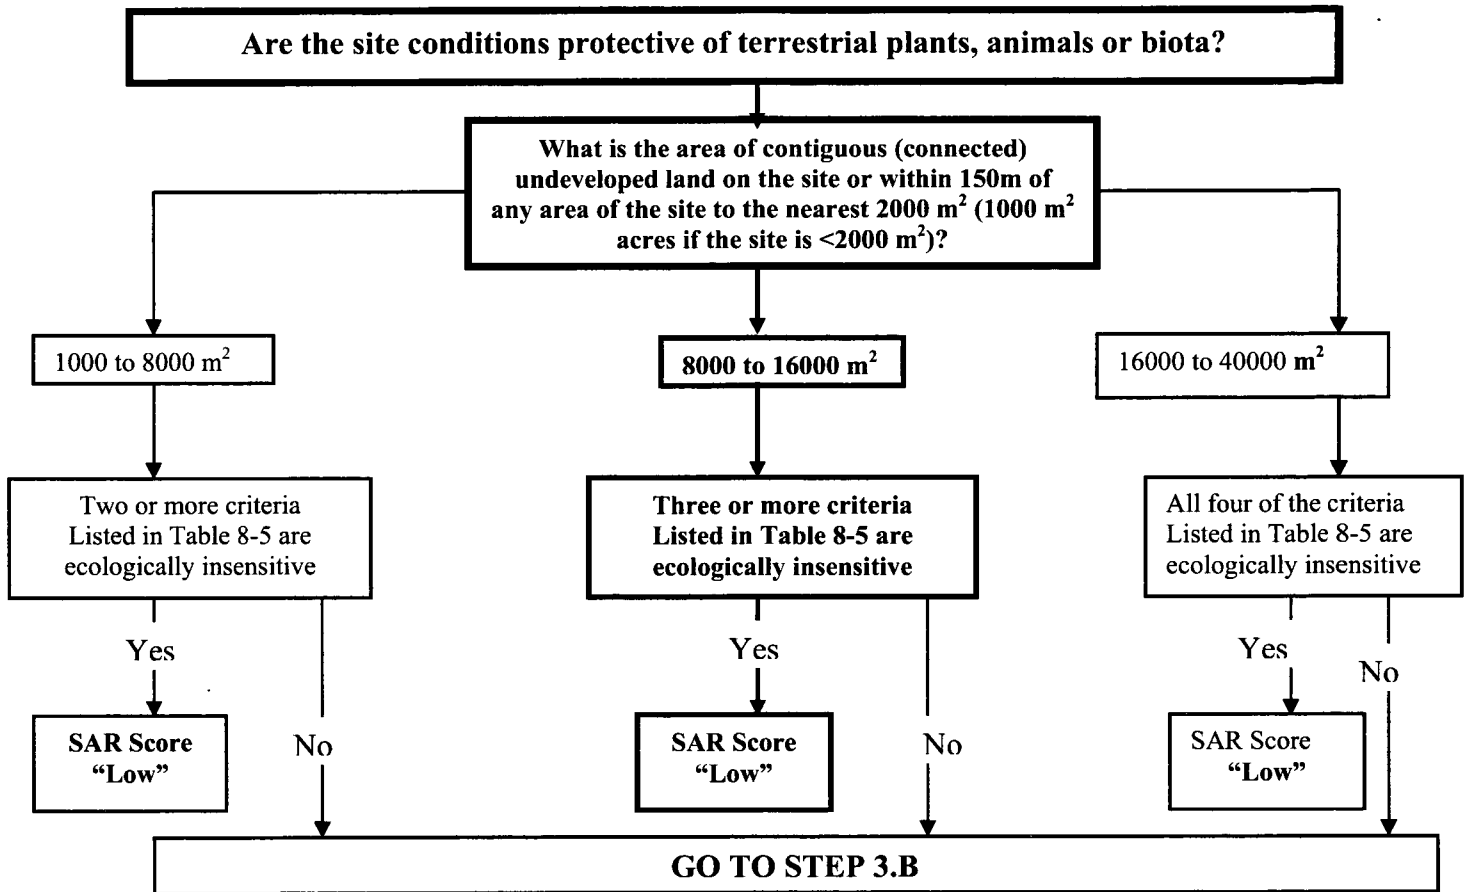 Are the site conditions protective of terrestrial plants, animals or biota?
What is the area of contiguous (connected)
undeveloped land on the site or within 150m of
any area of the site to the nearest 2000 m² (1000 m²
acres if the site is <2000 m²)?
1000 to 8000 m²
8000 to 16000 m²
16000 to 40000 m²
Two or more criteria
Listed in Table 8-5 are
ecologically insensitive
Three or more criteria
Listed in Table 8-5 are
ecologically insensitive
All four of the criteria
Listed in Table 8-5 are
ecologically insensitive
Yes
No
Yes
No
Yes
No
SAR Score
“Low”
SAR Score
“Low”
SAR Score
“Low”
GO TO STEP 3.B